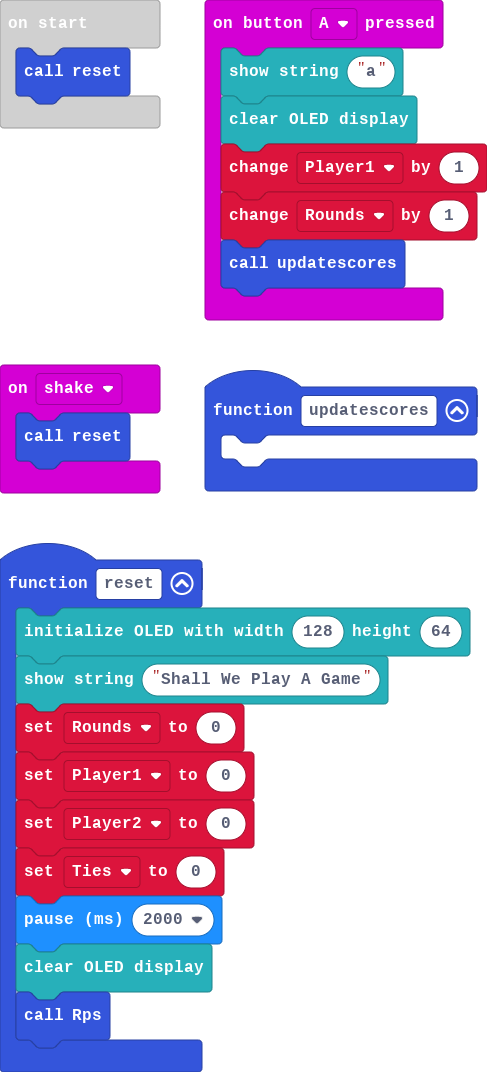 on start
call reset
on button A pressed
show string "a"
clear OLED display
change Player1 by 1
change Rounds by 1
call updatescores
on shake
call reset
function updatescores
function reset
initialize OLED with width 128 height 64
show string "Shall We Play A Game"
set Rounds to 0
set Player1 to 0
set Player2 to 0
set Ties to 0
pause (ms) 2000
clear OLED display
call Rps